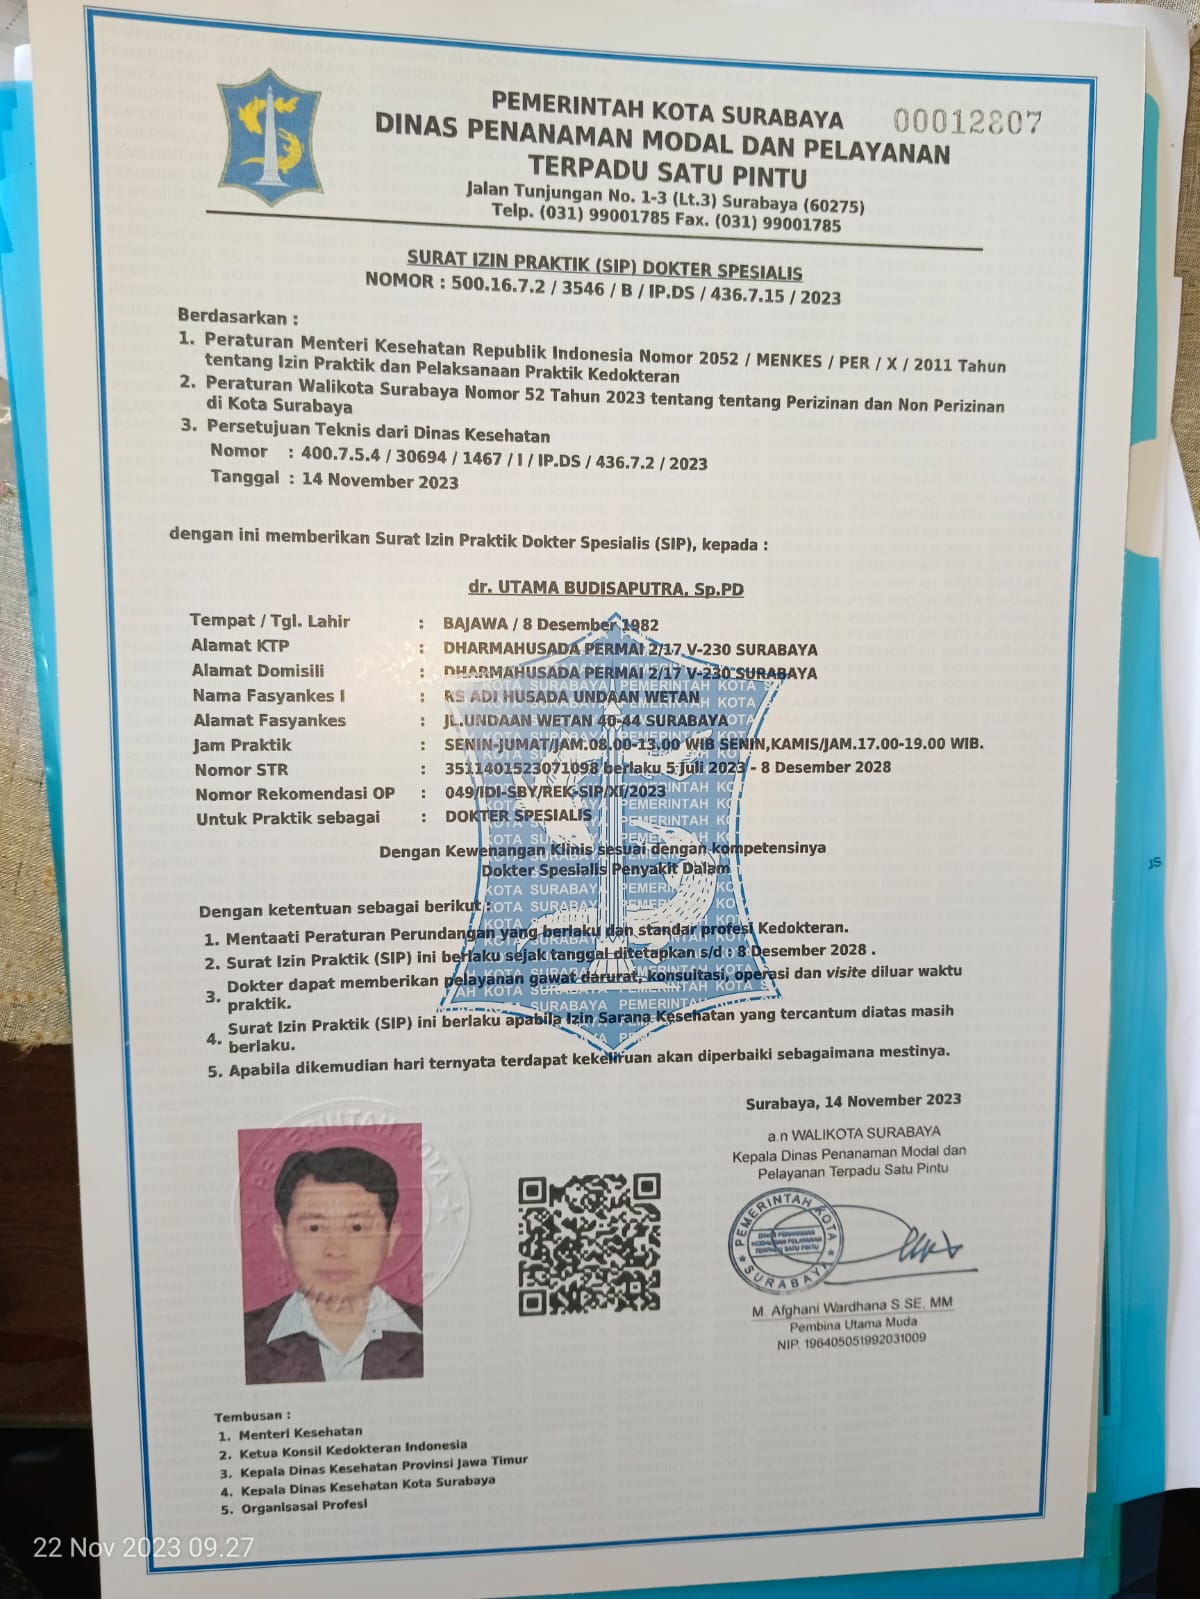 PEMERINTAH KOTA SURABAYA
00012807
DINAS PENANAMAN MODAL DAN PELAYANAN
TERPADU SATU PINTU
Jalan Tunjungan No. 1-3 (Lt.3) Surabaya (60275)
Telp. (031) 99001785 Fax. (031) 99001785
SURAT IZIN PRAKTIK (SIP) DOKTER SPESIALIS
NOMOR : 500.16.7.2 / 3546 / B / IP.DS / 436.7.15 / 2023
Berdasarkan :
1. Peraturan Menteri Kesehatan Republik Indonesia Nomor 2052 / MENKES / PER / X / 2011 Tahun
tentang Izin Praktik dan Pelaksanaan Praktik Kedokteran
2. Peraturan Walikota Surabaya Nomor 52 Tahun 2023 tentang tentang Perizinan dan Non Perizinan
di Kota Surabaya
3. Persetujuan Teknis dari Dinas Kesehatan
Nomor : 400.7.5.4 / 30694 / 1467 / I / IP.DS / 436.7.2 / 2023
Tanggal : 14 November 2023
dengan ini memberikan Surat Izin Praktik Dokter Spesialis (SIP), kepada :
dr. UTAMA BUDISAPUTRA, Sp.PD
Tempat / Tgl. Lahir : BAJAWA / 8 Desember 1982
Alamat KTP : DHARMAHUSADA PERMAI 2/17 V-230 SURABAYA
Alamat Domisili : DHARMAHUSADA PERMAI 2/17 V-230 SURABAYA
Nama Fasyankes I : RS ADI HUSADA UNDAAN WETAN
Alamat Fasyankes : JL.UNDAAN WETAN 40-44 SURABAYA
Jam Praktik : SENIN-JUMAT/JAM.08.00-13.00 WIB SENIN,KAMIS/JAM.17.00-19.00 WIB.
Nomor STR : 3511401523071098 berlaku 5 Juli 2023 - 8 Desember 2028
Nomor Rekomendasi OP : 049/IDI-SBY/REK-SIP/XI/2023
Untuk Praktik sebagai : DOKTER SPESIALIS
Dengan Kewenangan Klinis sesuai dengan kompetensinya
Dokter Spesialis Penyakit Dalam
Dengan ketentuan sebagai berikut :
1. Mentaati Peraturan Perundangan yang berlaku dan standar profesi Kedokteran.
2. Surat Izin Praktik (SIP) ini berlaku sejak tanggal ditetapkan s/d : 8 Desember 2028 .
3. Dokter dapat memberikan pelayanan gawat darurat, konsultasi, operasi dan visite diluar waktu
praktik.
4. Surat Izin Praktik (SIP) ini berlaku apabila Izin Sarana Kesehatan yang tercantum diatas masih
berlaku.
5. Apabila dikemudian hari ternyata terdapat kekeliruan akan diperbaiki sebagaimana mestinya.
Surabaya, 14 November 2023
a.n WALIKOTA SURABAYA
Kepala Dinas Penanaman Modal dan
Pelayanan Terpadu Satu Pintu
PEMERINTAH KOTA
DINAS PENANAMAN
MODAL DAN PELAYANAN
TERPADU SATU PINTU
SURABAYA
M. Afghani Wardhana S.SE, MM
Pembina Utama Muda
NIP. 196405051992031009
Tembusan :
1. Menteri Kesehatan
2. Ketua Konsil Kedokteran Indonesia
3. Kepala Dinas Kesehatan Provinsi Jawa Timur
4. Kepala Dinas Kesehatan Kota Surabaya
5. Organisasai Profesi
22 Nov 2023 09.27